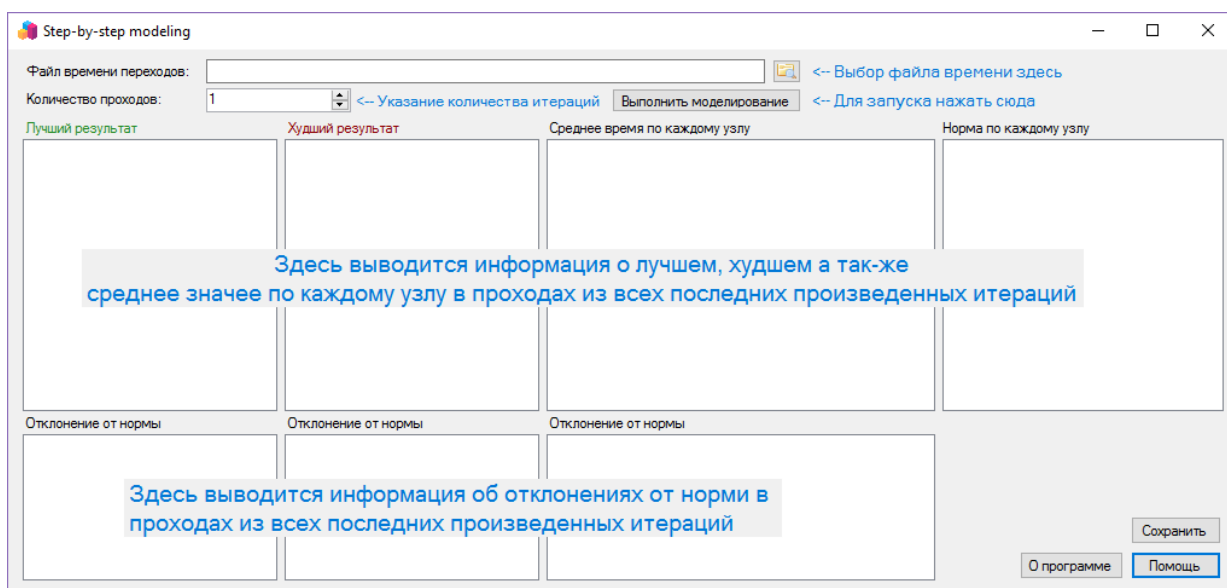 Step-by-step modeling
Файл времени переходов: <-- Выбор файла времени здесь
Количество проходов: 1 <-- Указание количества итераций Выполнить моделирование <-- Для запуска нажать сюда
Лучший результат Худший результат Среднее время по каждому узлу Норма по каждому узлу
Здесь выводится информация о лучшем, худшем а так-же
среднее значее по каждому узлу в проходах из всех последних произведенных итераций
Отклонение от нормы Отклонение от нормы Отклонение от нормы
Здесь выводится информация об отклонениях от норми в
проходах из всех последних произведенных итераций
Сохранить
О программе Помощь